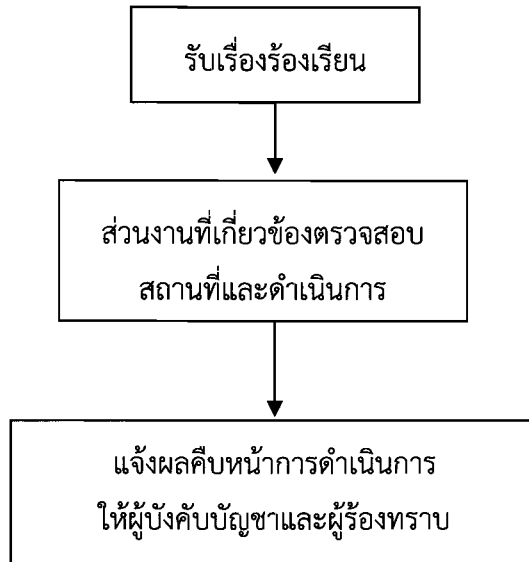 รับเรื่องร้องเรียน
ส่วนงานที่เกี่ยวข้องตรวจสอบ
สถานที่และดำเนินการ
แจ้งผลคืบหน้าการดำเนินการ
ให้ผู้บังคับบัญชาและผู้ร้องทราบ